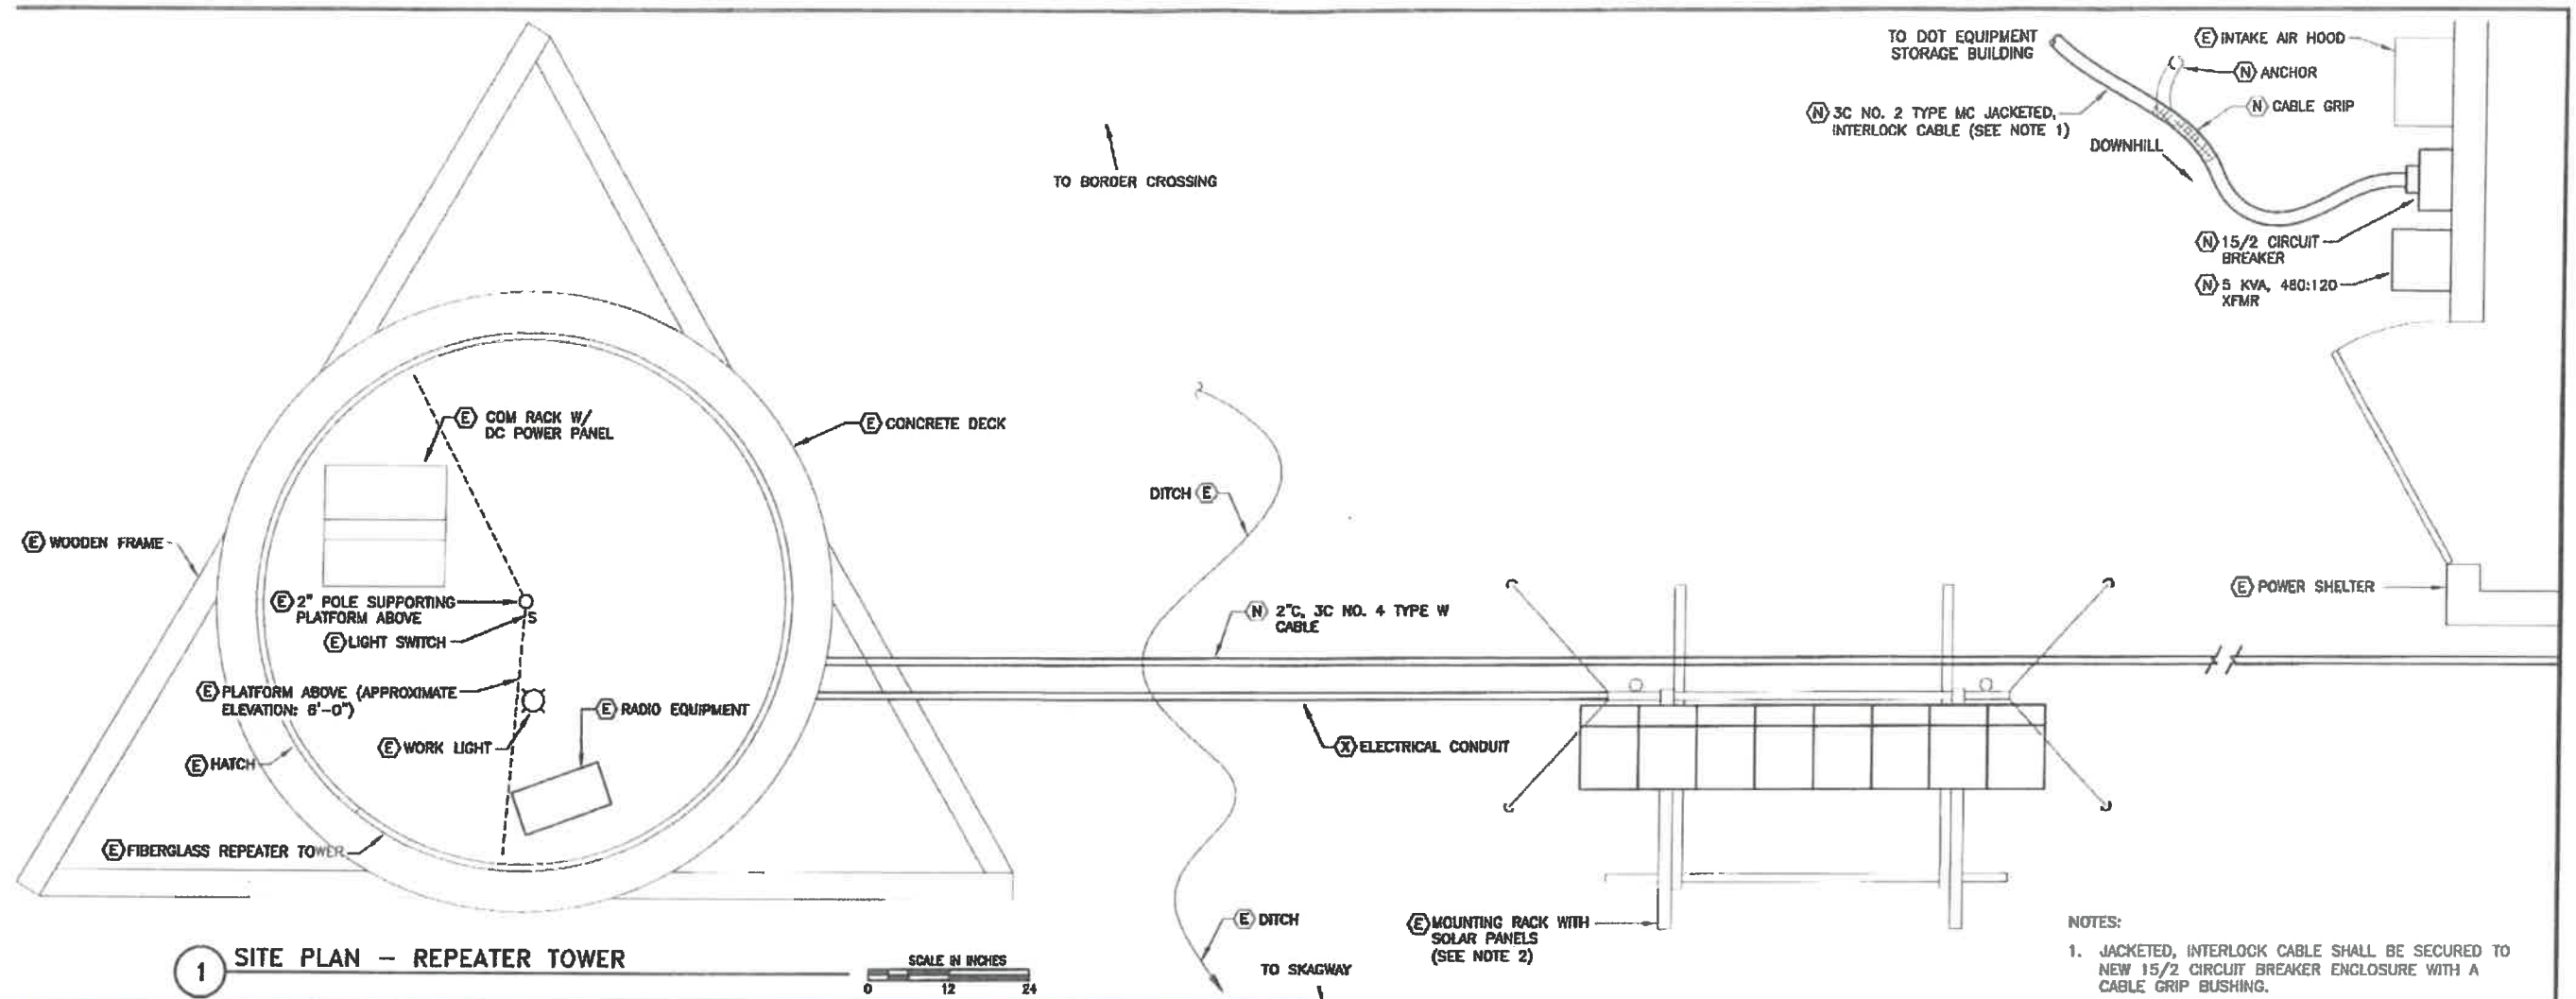 TO DOT EQUIPMENT
STORAGE BUILDING
E INTAKE AIR HOOD
N ANCHOR
N CABLE GRIP
N 3C NO. 2 TYPE MC JACKETED,
INTERLOCK CABLE (SEE NOTE 1)
DOWNHILL
TO BORDER CROSSING
N 15/2 CIRCUIT
BREAKER
N 5 KVA, 480:120
XFMR
E COM RACK W/
DC POWER PANEL
E CONCRETE DECK
DITCH E
E WOODEN FRAME
E 2" POLE SUPPORTING
PLATFORM ABOVE
S
E LIGHT SWITCH
N 2"C, 3C NO. 4 TYPE W
CABLE
E POWER SHELTER
E PLATFORM ABOVE (APPROXIMATE
ELEVATION: 6'-0")
E RADIO EQUIPMENT
E WORK LIGHT
X ELECTRICAL CONDUIT
E HATCH
E FIBERGLASS REPEATER TOWER
E DITCH
E MOUNTING RACK WITH
SOLAR PANELS
(SEE NOTE 2)
TO SKAGWAY
1 SITE PLAN - REPEATER TOWER
SCALE IN INCHES
0 12 24
NOTES:
1. JACKETED, INTERLOCK CABLE SHALL BE SECURED TO
NEW 15/2 CIRCUIT BREAKER ENCLOSURE WITH A
CABLE GRIP BUSHING.